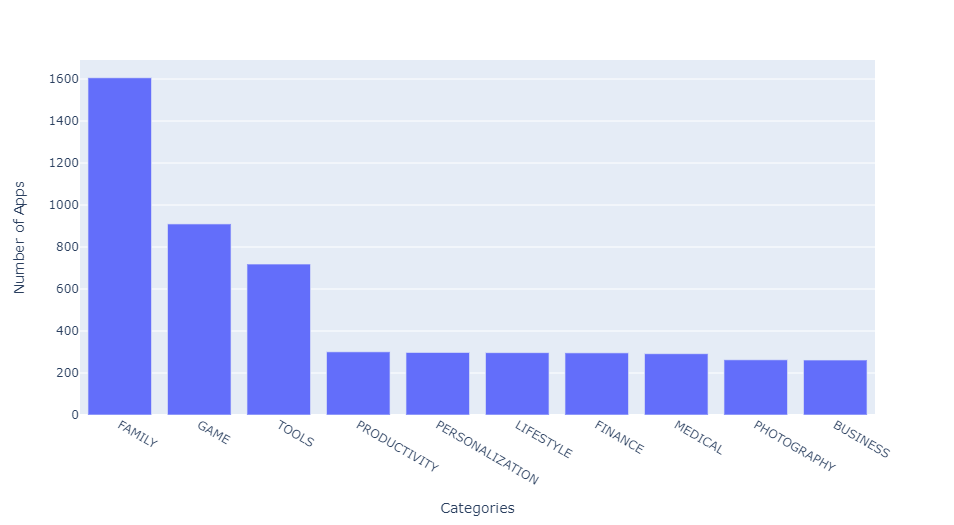 1600
1400
1200
1000
800
600
400
200
0
Number of Apps
FAMILY
GAME
TOOLS
PRODUCTIVITY
PERSONALIZATION
LIFESTYLE
FINANCE
MEDICAL
PHOTOGRAPHY
BUSINESS
Categories